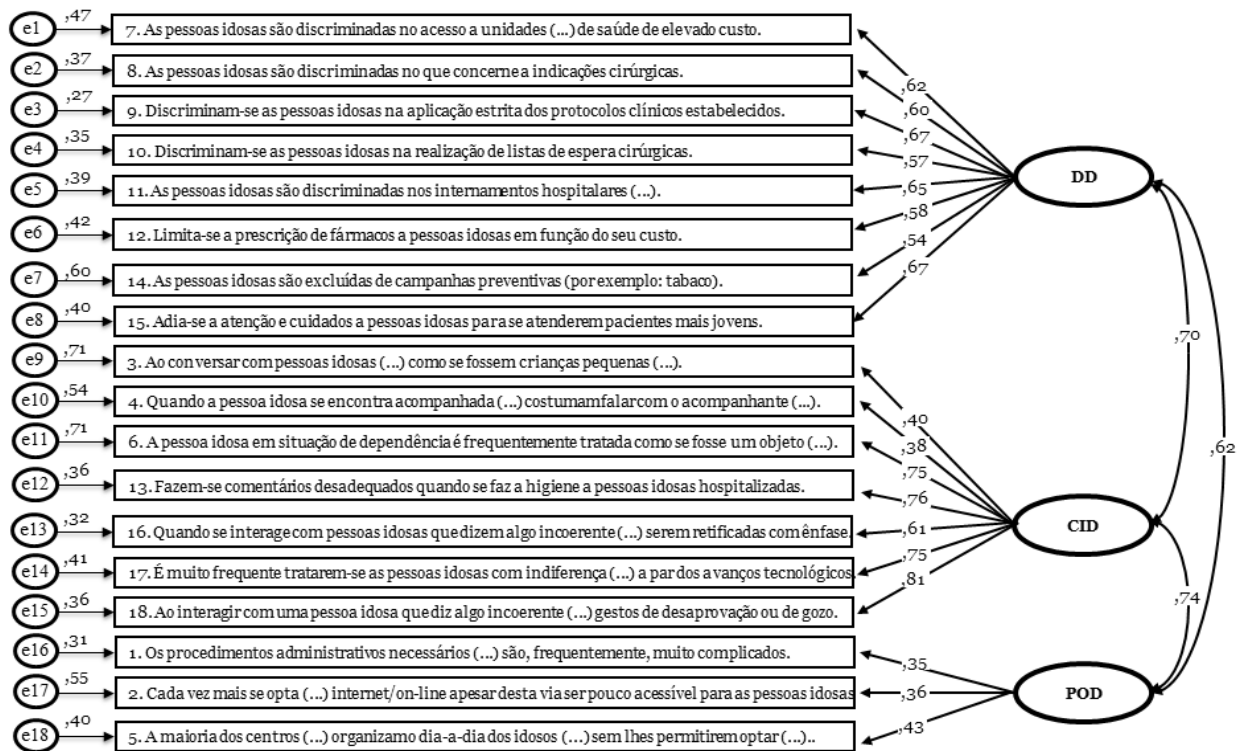 e1 ,47 7. As pessoas idosas são discriminadas no acesso a unidades (...) de saúde de elevado custo.
e2 ,37 8. As pessoas idosas são discriminadas no que concerne a indicações cirúrgicas.
,62
e3 ,27 9. Discriminam-se as pessoas idosas na aplicação estrita dos protocolos clínicos estabelecidos.
,60
e4 ,35 10. Discriminam-se as pessoas idosas na realização de listas de espera cirúrgicas.
,67
,57
e5 ,39 11. As pessoas idosas são discriminadas nos internamentos hospitalares (...).
,65
DD
,58
e6 ,42 12. Limita-se a prescrição de fármacos a pessoas idosas em função do seu custo.
,54
e7 ,60 14. As pessoas idosas são excluídas de campanhas preventivas (por exemplo: tabaco).
,67
e8 ,40 15. Adia-se a atenção e cuidados a pessoas idosas para se atenderem pacientes mais jovens.
,70
e9 ,71 3. Ao conversar com pessoas idosas (...) como se fossem crianças pequenas (...).
e10 ,54 4. Quando a pessoa idosa se encontra acompanhada (...) costumam falar com o acompanhante (...).
,40
e11 ,71 6. A pessoa idosa em situação de dependência é frequentemente tratada como se fosse um objeto (...).
,38
,62
,75
e12 ,36 13. Fazem-se comentários desadequados quando se faz a higiene a pessoas idosas hospitalizadas.
,76
e13 ,32 16. Quando se interage com pessoas idosas que dizem algo incoerente (...) serem retificadas com ênfase.
,61
CID
,75
e14 ,41 17. É muito frequente tratarem-se as pessoas idosas com indiferença (...) a par dos avanços tecnológicos.
,81
,74
e15 ,36 18. Ao interagir com uma pessoa idosa que diz algo incoerente (...) gestos de desaprovação ou de gozo.
e16 ,31 1. Os procedimentos administrativos necessários (...) são, frequentemente, muito complicados.
,35
e17 ,55 2. Cada vez mais se opta (...) internet/on-line apesar desta via ser pouco acessível para as pessoas idosas
,36
POD
,43
e18 ,40 5. A maioria dos centros (...) organizam o dia-a-dia dos idosos (...) sem lhes permitirem optar (...)..